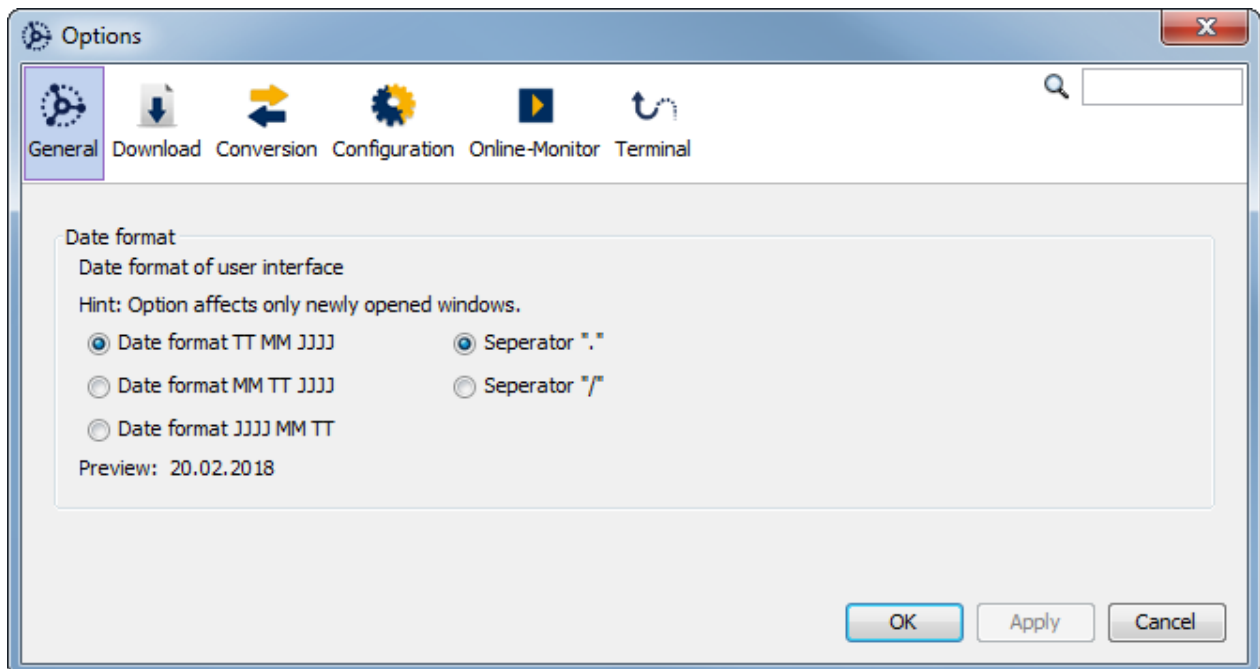 Options
General Download Conversion Configuration Online-Monitor Terminal
Date format
Date format of user interface
Hint: Option affects only newly opened windows.
Date format TT MM JJJJ Seperator "."
Date format MM TT JJJJ Seperator "/"
Date format JJJJ MM TT
Preview: 20.02.2018
OK Apply Cancel